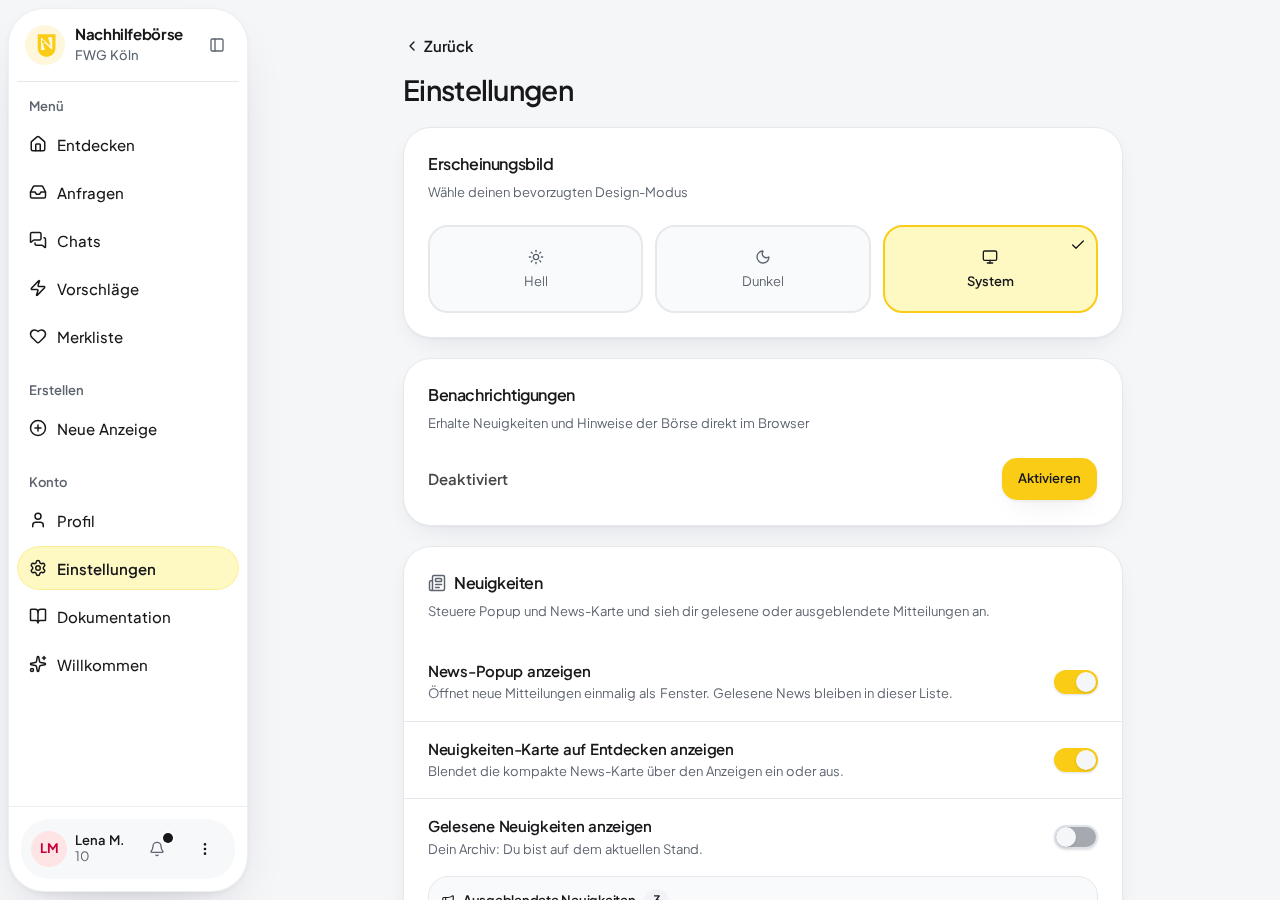 Nachhilfebörse
FWG Köln
Menü
Entdecken
Anfragen
Chats
Vorschläge
Merkliste
Erstellen
Neue Anzeige
Konto
Profil
Einstellungen
Dokumentation
Willkommen
LM
Lena M.
10
Zurück
Einstellungen
Erscheinungsbild
Wähle deinen bevorzugten Design-Modus
Hell
Dunkel
System
Benachrichtigungen
Erhalte Neuigkeiten und Hinweise der Börse direkt im Browser
Deaktiviert
Aktivieren
Neuigkeiten
Steuere Popup und News-Karte und sieh dir gelesene oder ausgeblendete Mitteilungen an.
News-Popup anzeigen
Öffnet neue Mitteilungen einmalig als Fenster. Gelesene News bleiben in dieser Liste.
Neuigkeiten-Karte auf Entdecken anzeigen
Blendet die kompakte News-Karte über den Anzeigen ein oder aus.
Gelesene Neuigkeiten anzeigen
Dein Archiv: Du bist auf dem aktuellen Stand.
Ausgeblendete Neuigkeiten 3